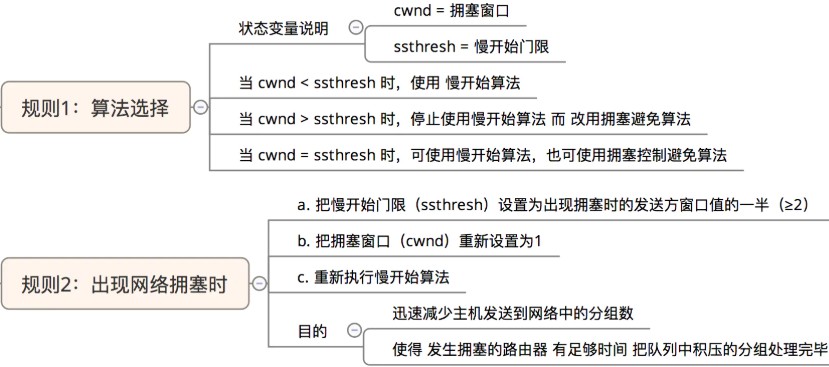 状态变量说明
cwnd = 拥塞窗口
ssthresh = 慢开始门限
规则1：算法选择
当 cwnd < ssthresh 时，使用 慢开始算法
当 cwnd > ssthresh 时，停止使用慢开始算法 而 改用拥塞避免算法
当 cwnd = ssthresh 时，可使用慢开始算法，也可使用拥塞控制避免算法
规则2：出现网络拥塞时
a. 把慢开始门限（ssthresh）设置为出现拥塞时的发送方窗口值的一半（≥2）
b. 把拥塞窗口（cwnd）重新设置为1
c. 重新执行慢开始算法
目的
迅速减少主机发送到网络中的分组数
使得 发生拥塞的路由器 有足够时间 把队列中积压的分组处理完毕